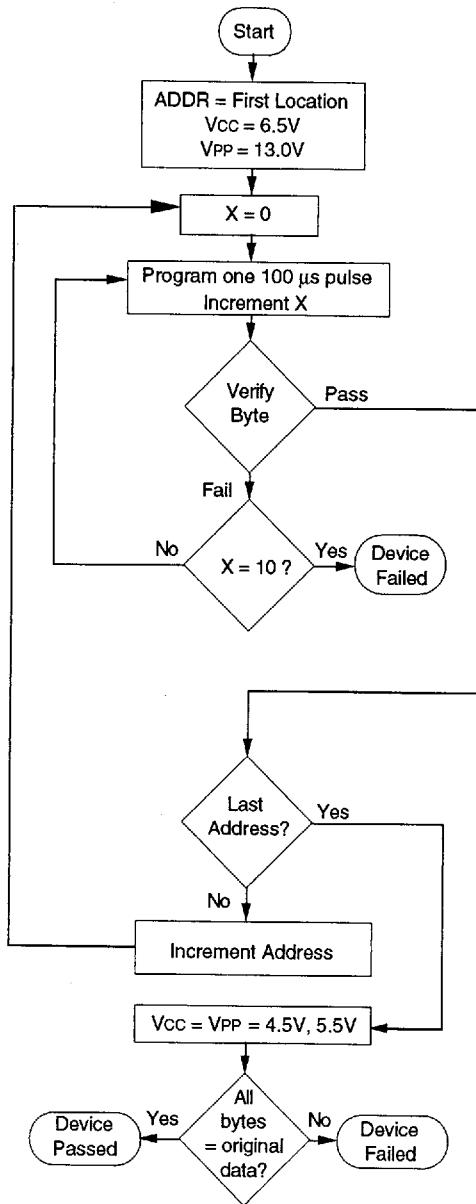 Start
ADDR = First Location
VCC = 6.5V
VPP = 13.0V
X = 0
Program one 100 µs pulse
Increment X
Verify
Byte
Pass
Fail
No
X = 10 ?
Yes
Device
Failed
Last
Address?
Yes
No
Increment Address
VCC = VPP = 4.5V, 5.5V
Device
Passed
Yes
All
bytes
= original
data?
No
Device
Failed